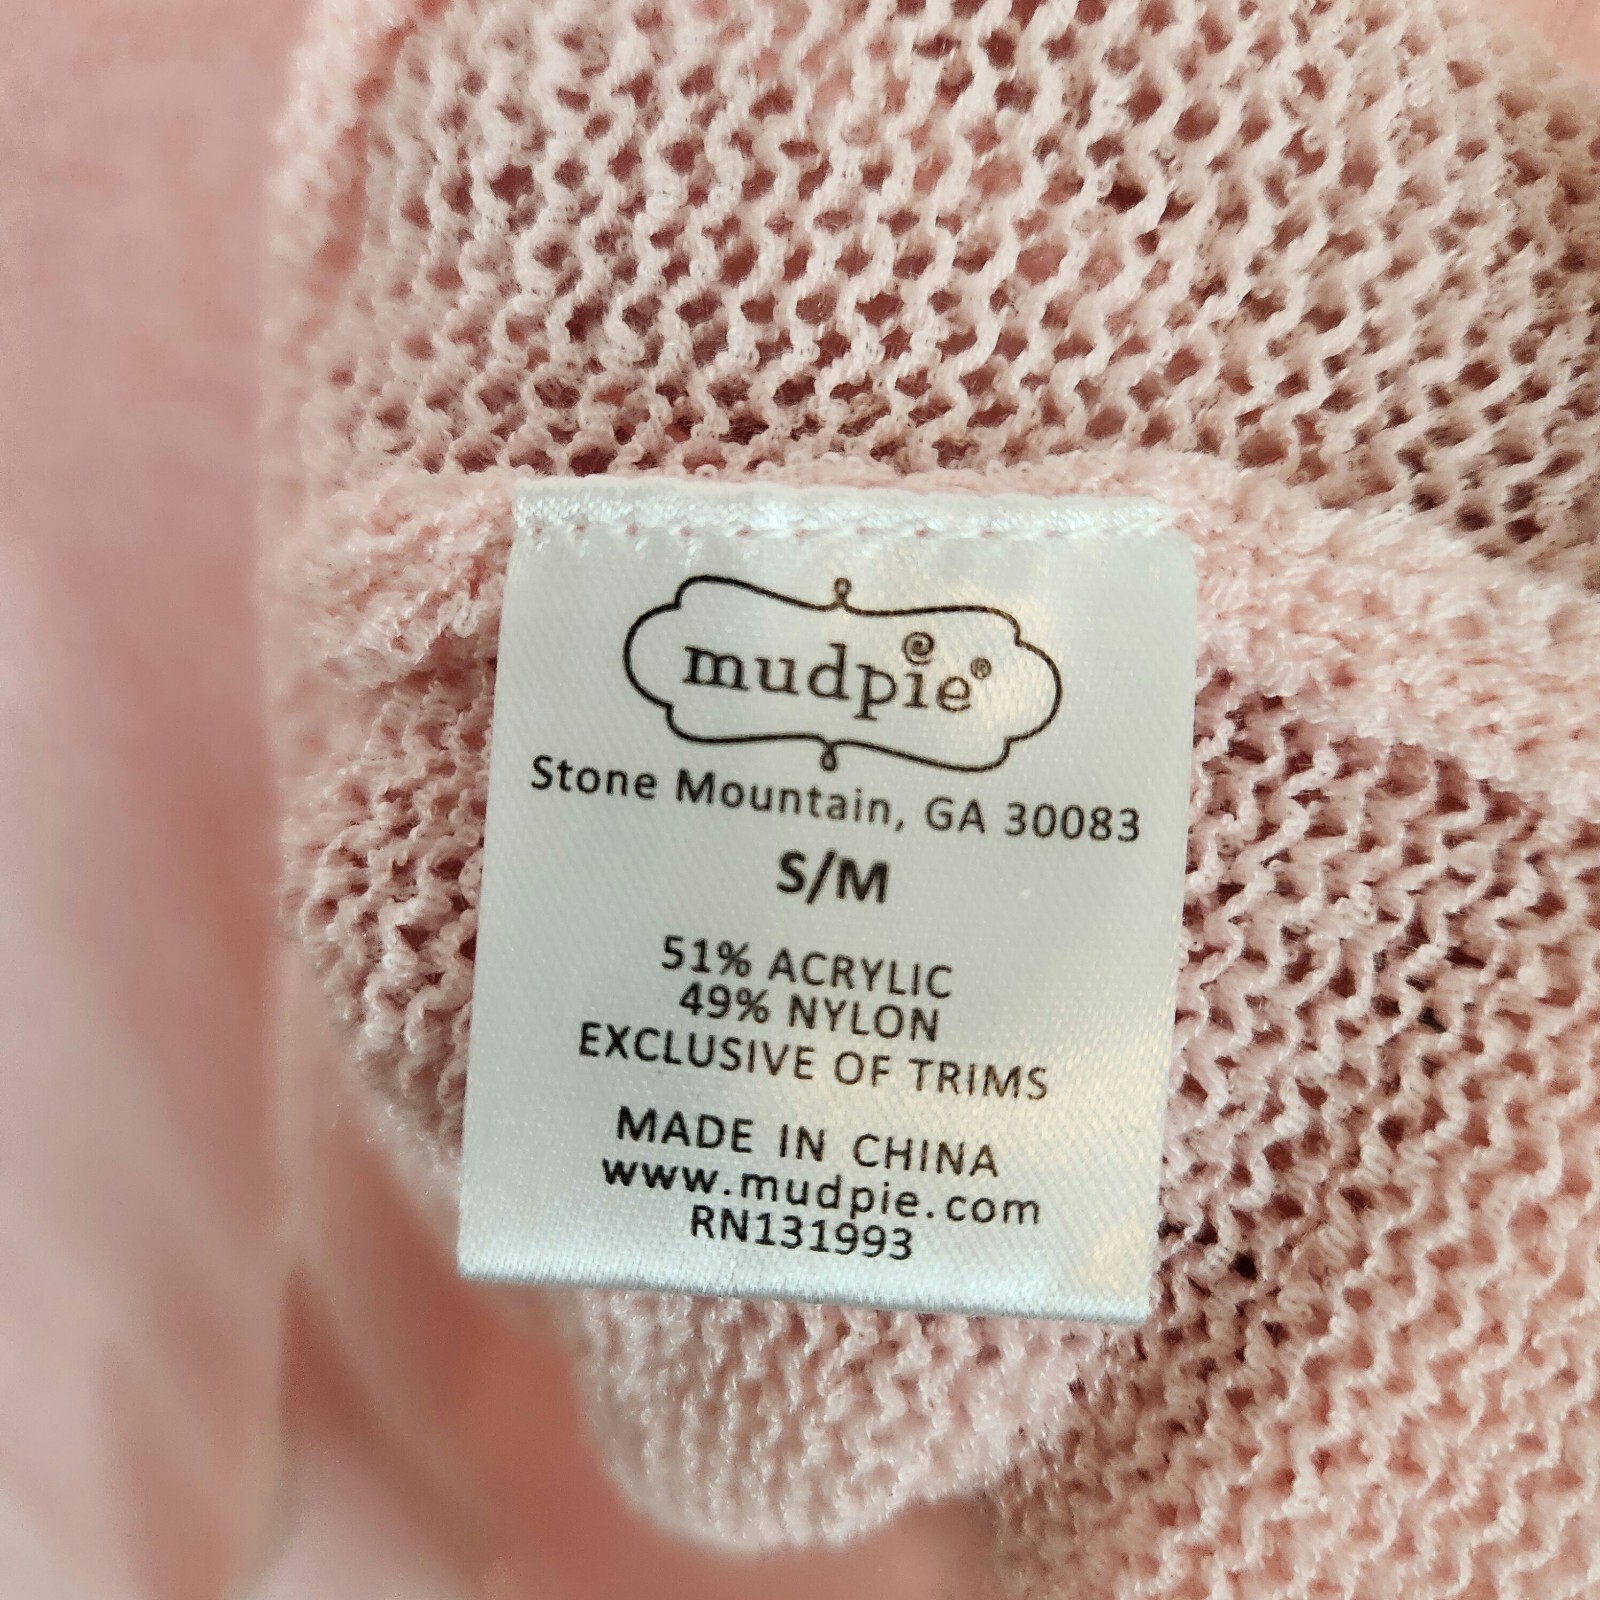 mudpie®
Stone Mountain, GA 30083
S/M
51% ACRYLIC
49% NYLON
EXCLUSIVE OF TRIMS
MADE IN CHINA
www.mudpie.com
RN131993